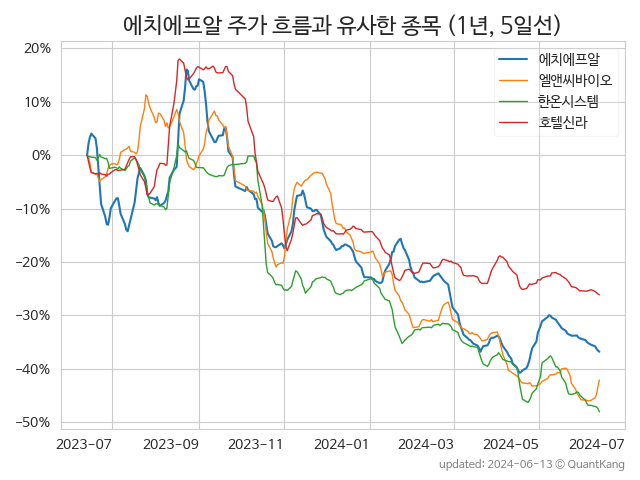 에치에프알 주가 흐름과 유사한 종목 (1년, 5일선)
20%
10%
0%
−10%
−20%
−30%
−40%
−50%
에치에프알
엘앤씨바이오
한온시스템
호텔신라
2023-07
2023-09
2023-11
2024-01
2024-03
2024-05
2024-07
updated: 2024-06-13 © QuantKang